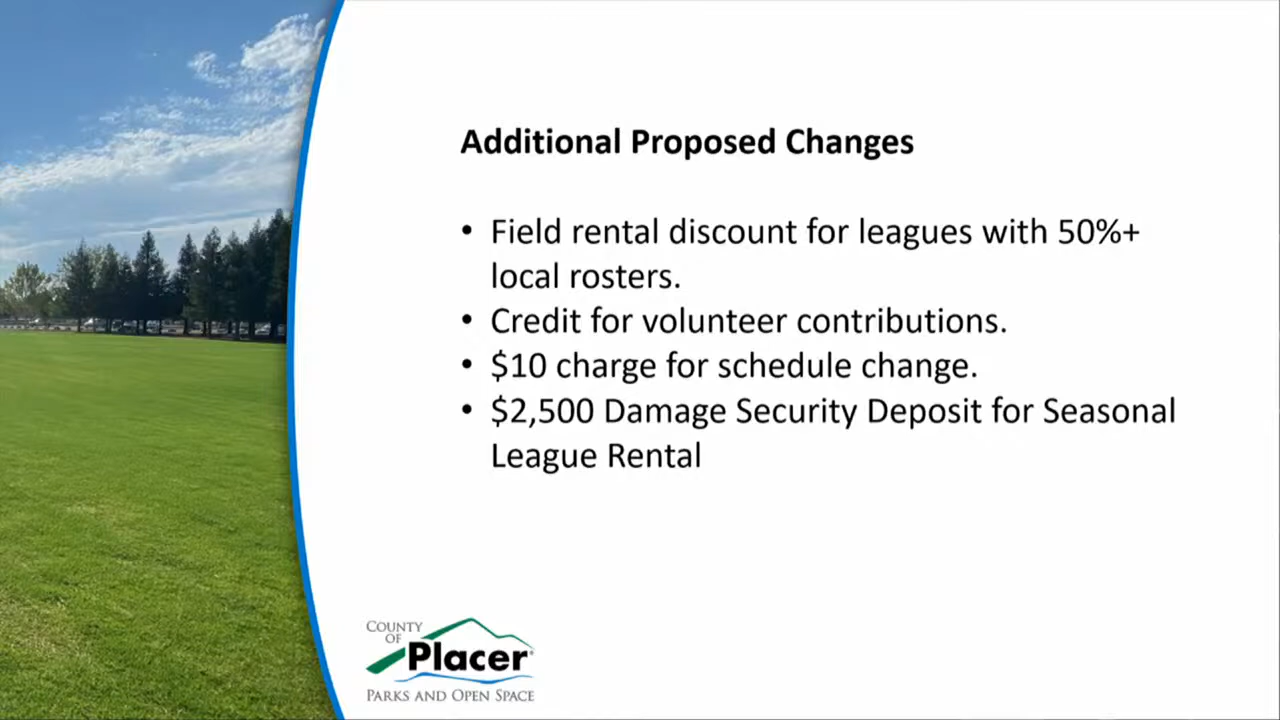 Additional Proposed Changes
• Field rental discount for leagues with 50%+
local rosters.
• Credit for volunteer contributions.
• $10 charge for schedule change.
• $2,500 Damage Security Deposit for Seasonal
League Rental
COUNTY
OF
Placer
PARKS AND OPEN SPACE